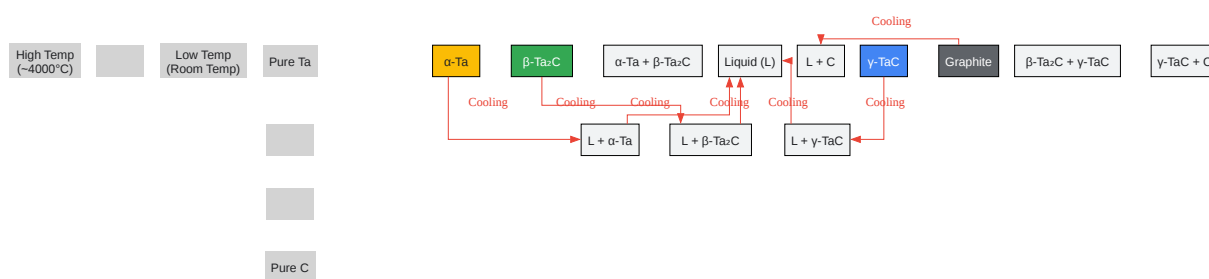 Cooling
High Temp
(~4000°C)
Low Temp
(Room Temp)
Pure Ta
α-Ta
β-Ta₂C
α-Ta + β-Ta₂C
Liquid (L)
L + C
γ-TaC
Graphite
β-Ta₂C + γ-TaC
γ-TaC + C
Cooling
Cooling
Cooling
Cooling
Cooling
Cooling
L + α-Ta
L + β-Ta₂C
L + γ-TaC
Pure C